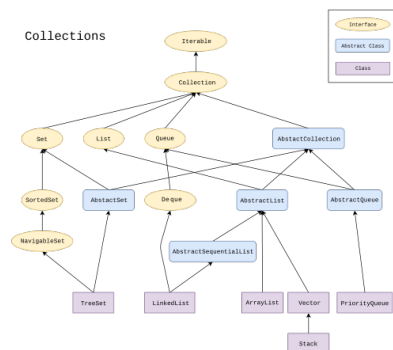 Collections
Interface
Abstract Class
Class
Iterable
Collection
Set
List
Queue
AbstactCollection
SortedSet
AbstactSet
Deque
AbstractList
AbstractQueue
NavigableSet
AbstractSequentialList
TreeSet
LinkedList
ArrayList
Vector
PriorityQueue
Stack